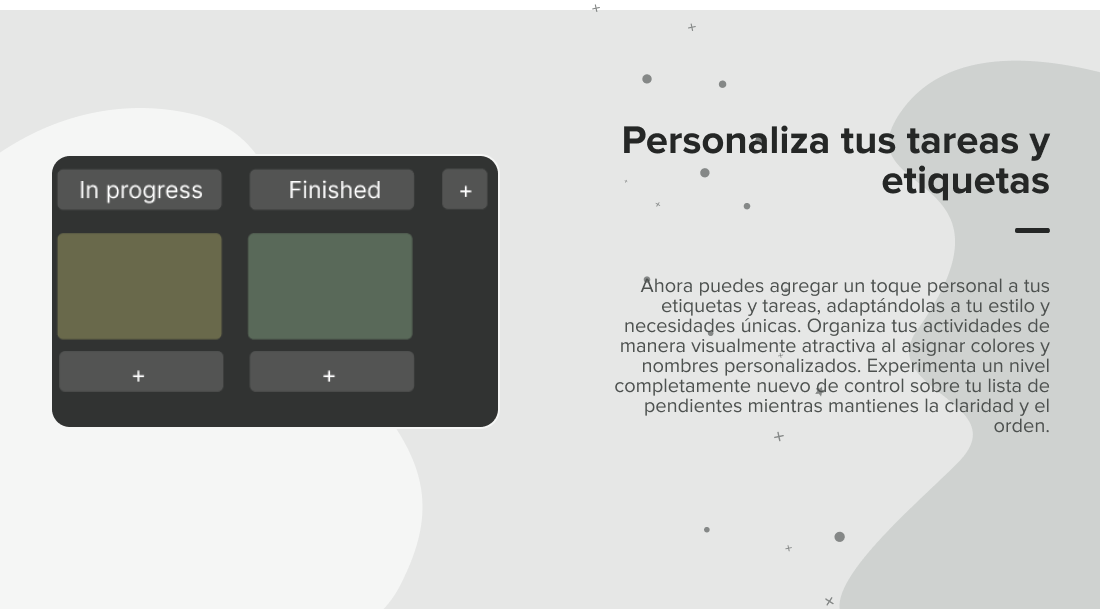 In progress
Finished
+
+
+
Personaliza tus tareas y
etiquetas
Ahora puedes agregar un toque personal a tus
etiquetas y tareas, adaptándolas a tu estilo y
necesidades únicas. Organiza tus actividades de
manera visualmente atractiva al asignar colores y
nombres personalizados. Experimenta un nivel
completamente nuevo de control sobre tu lista de
pendientes mientras mantienes la claridad y el
orden.